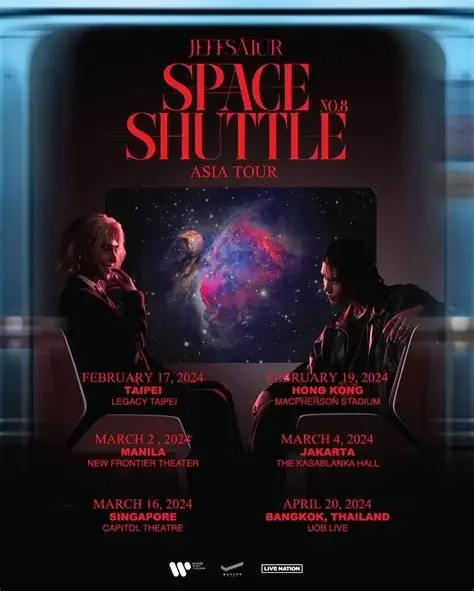 JEFF SATUR
SPACE
SHUTTLE NO.8
ASIA TOUR
FEBRUARY 17, 2024
TAIPEI
LEGACY TAIPEI
FEBRUARY 19, 2024
HONG KONG
MACPHERSON STADIUM
MARCH 2 , 2024
MANILA
NEW FRONTIER THEATER
MARCH 4, 2024
JAKARTA
THE KASABLANKA HALL
MARCH 16, 2024
SINGAPORE
CAPITOL THEATRE
APRIL 20, 2024
BANGKOK, THAILAND
UOB LIVE
LIVE NATION